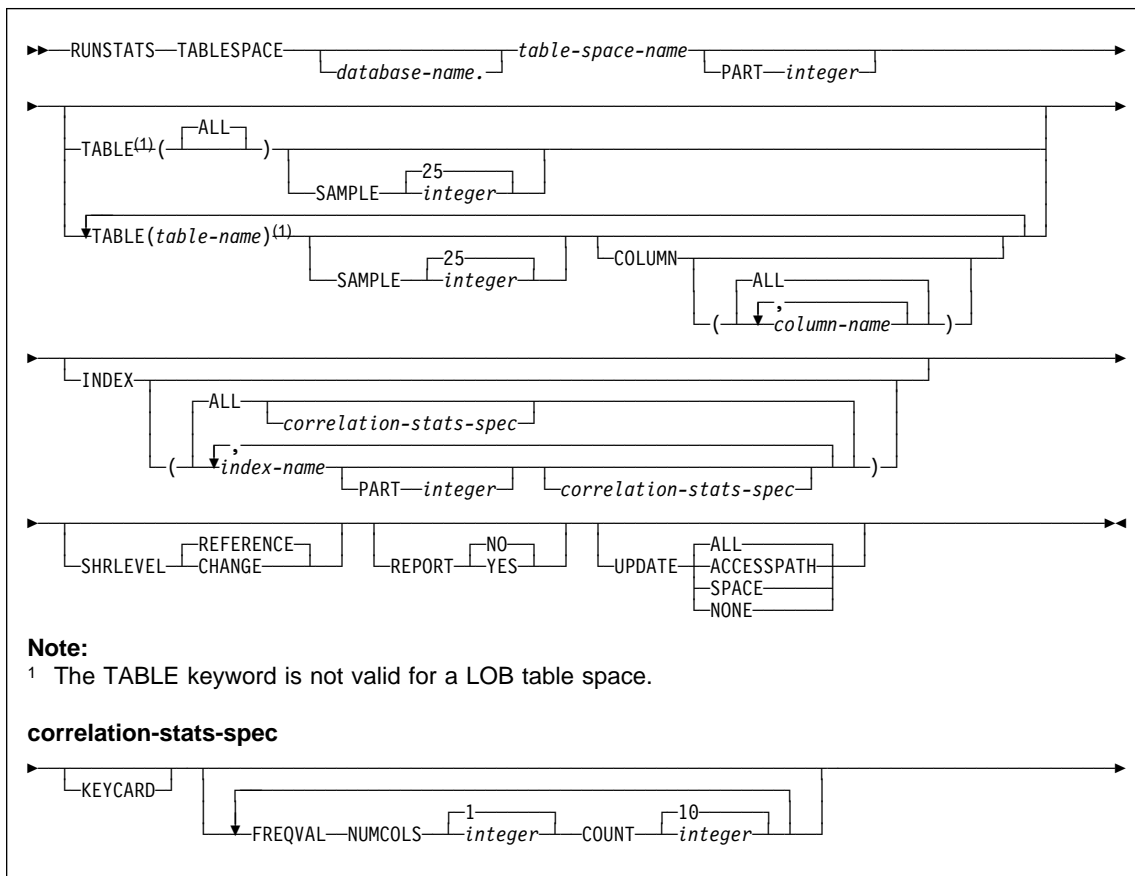 RUNSTATS TABLESPACE database-name. table-space-name PART integer
ALL
TABLE(1) ( )
25
SAMPLE integer
TABLE(table-name)(1) COLUMN
25
SAMPLE integer
ALL
,
( column-name )
INDEX
ALL
correlation-stats-spec
,
( index-name )
PART integer correlation-stats-spec
REFERENCE NO ALL
SHRLEVEL CHANGE REPORT YES UPDATE ACCESSPATH
SPACE
NONE
Note:
1 The TABLE keyword is not valid for a LOB table space.
correlation-stats-spec
KEYCARD
1 10
FREQVAL NUMCOLS integer COUNT integer